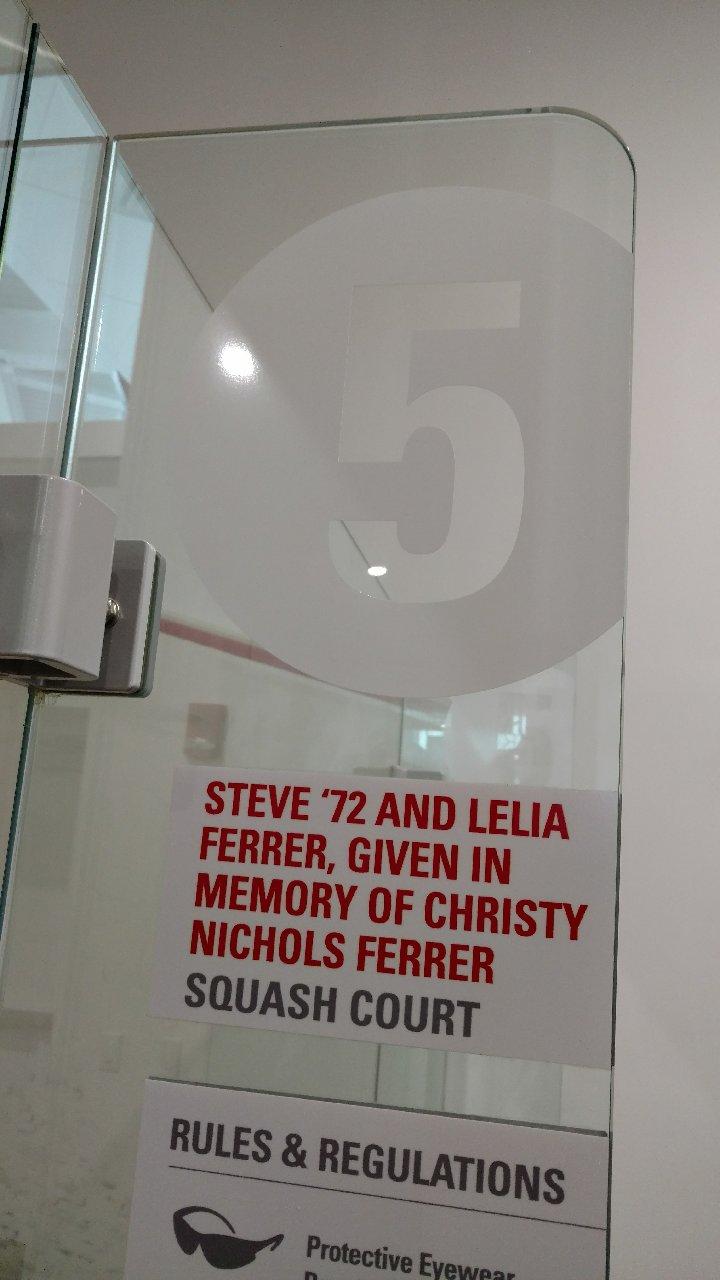 5
STEVE ‘72 AND LELIA
FERRER, GIVEN IN
MEMORY OF CHRISTY
NICHOLS FERRER
SQUASH COURT
RULES & REGULATIONS
Protective Eyewear